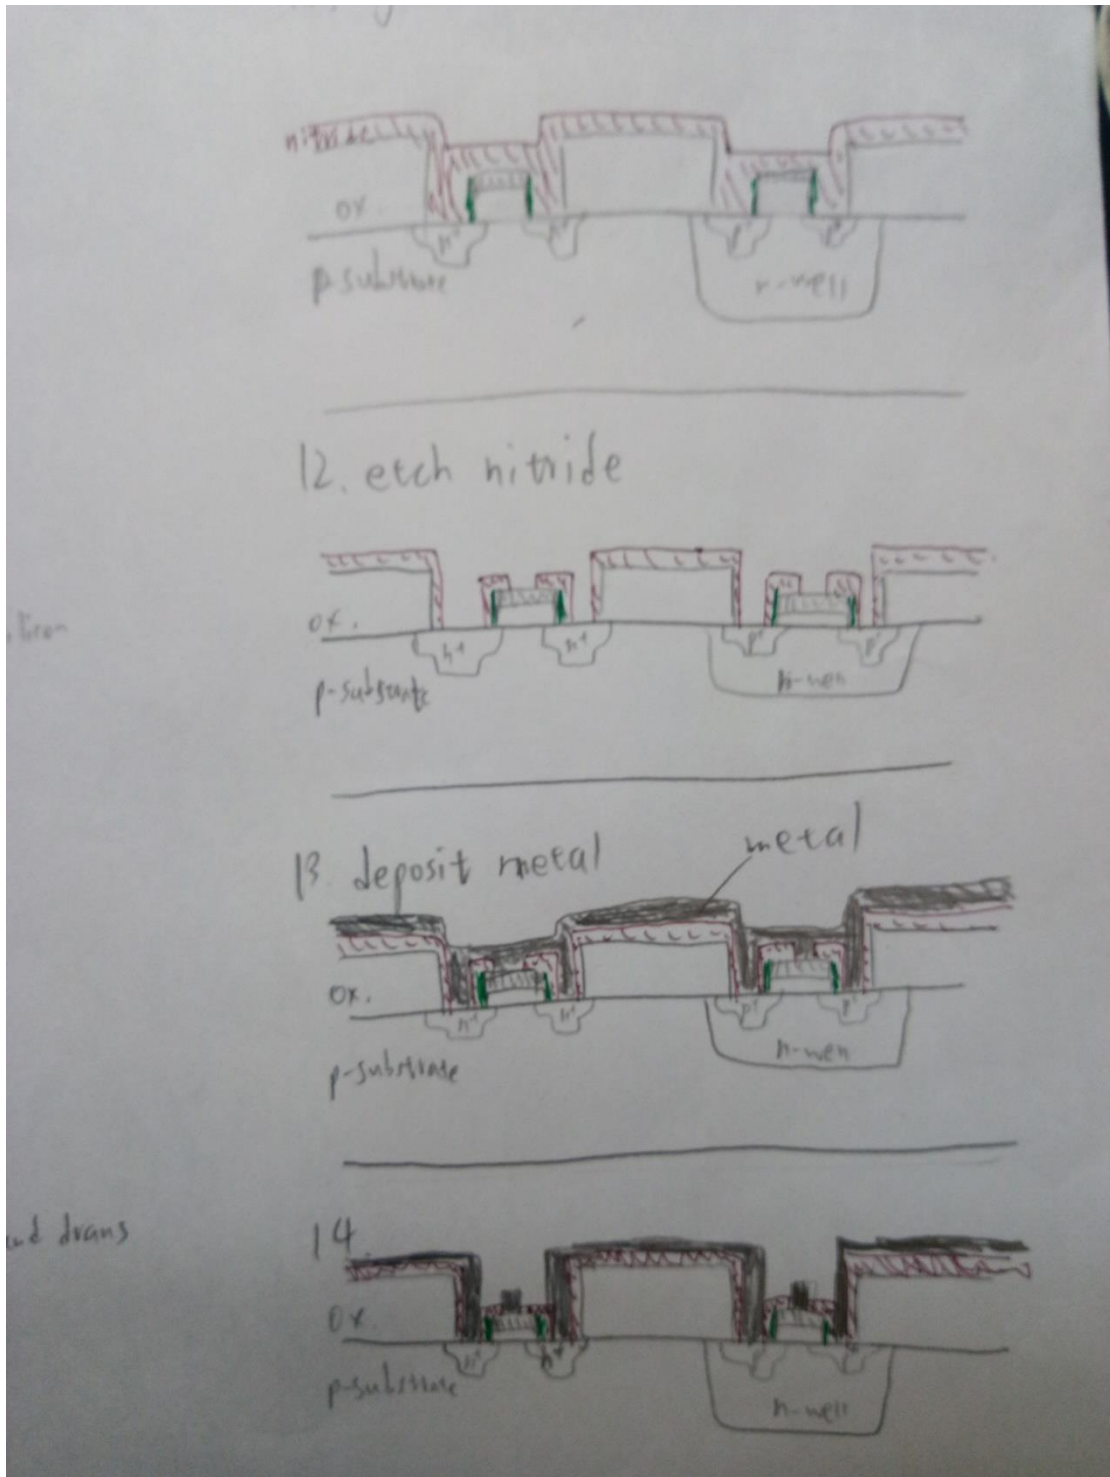 nitride
ox.
n+ n+ p+ p+
p-substrate n-well
12. etch nitride
ox.
n+ n+ p+ p+
p-substrate n-well
13. deposit metal metal
ox.
n+ n+ p+ p+
p-substrate n-well
and drans
14.
ox.
n+ n+
p-substrate n-well